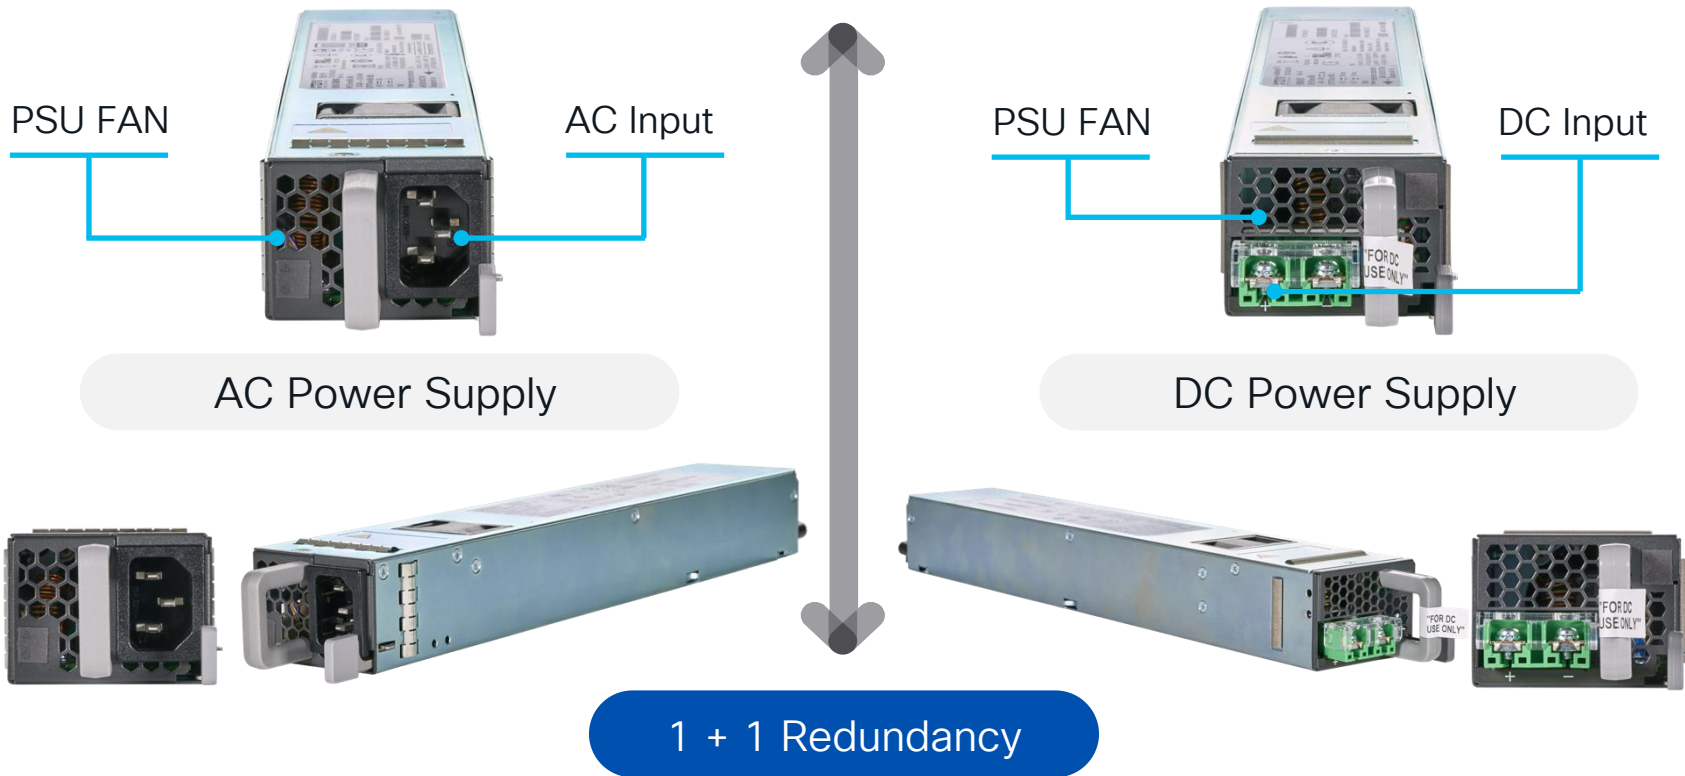 PSU FAN
AC Input
PSU FAN
DC Input
"FOR DC
USE ONLY"
+
AC Power Supply
DC Power Supply
"FOR DC
USE ONLY"
"FOR DC
USE ONLY"
+ −
1 + 1 Redundancy